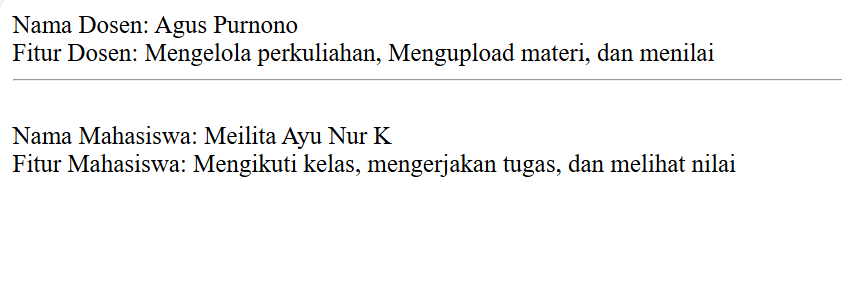 Nama Dosen: Agus Purnono
Fitur Dosen: Mengelola perkuliahan, Mengupload materi, dan menilai
Nama Mahasiswa: Meilita Ayu Nur K
Fitur Mahasiswa: Mengikuti kelas, mengerjakan tugas, dan melihat nilai